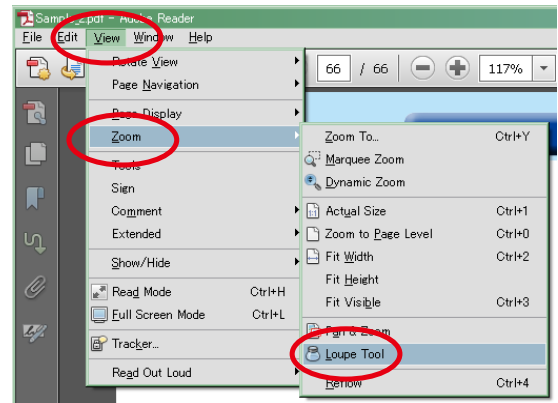 Sample_2.pdf - Adobe Reader
File Edit View Window Help
66 / 66 117%
Rotate View
Page Navigation
Page Display
Zoom
Tools
Sign
Comment
Extended
Show/Hide
Read Mode Ctrl+H
Full Screen Mode Ctrl+L
Tracker...
Read Out Loud
Zoom To... Ctrl+Y
Marquee Zoom
Dynamic Zoom
Actual Size Ctrl+1
Zoom to Page Level Ctrl+0
Fit Width Ctrl+2
Fit Height
Fit Visible Ctrl+3
Pan & Zoom
Loupe Tool
Reflow Ctrl+4